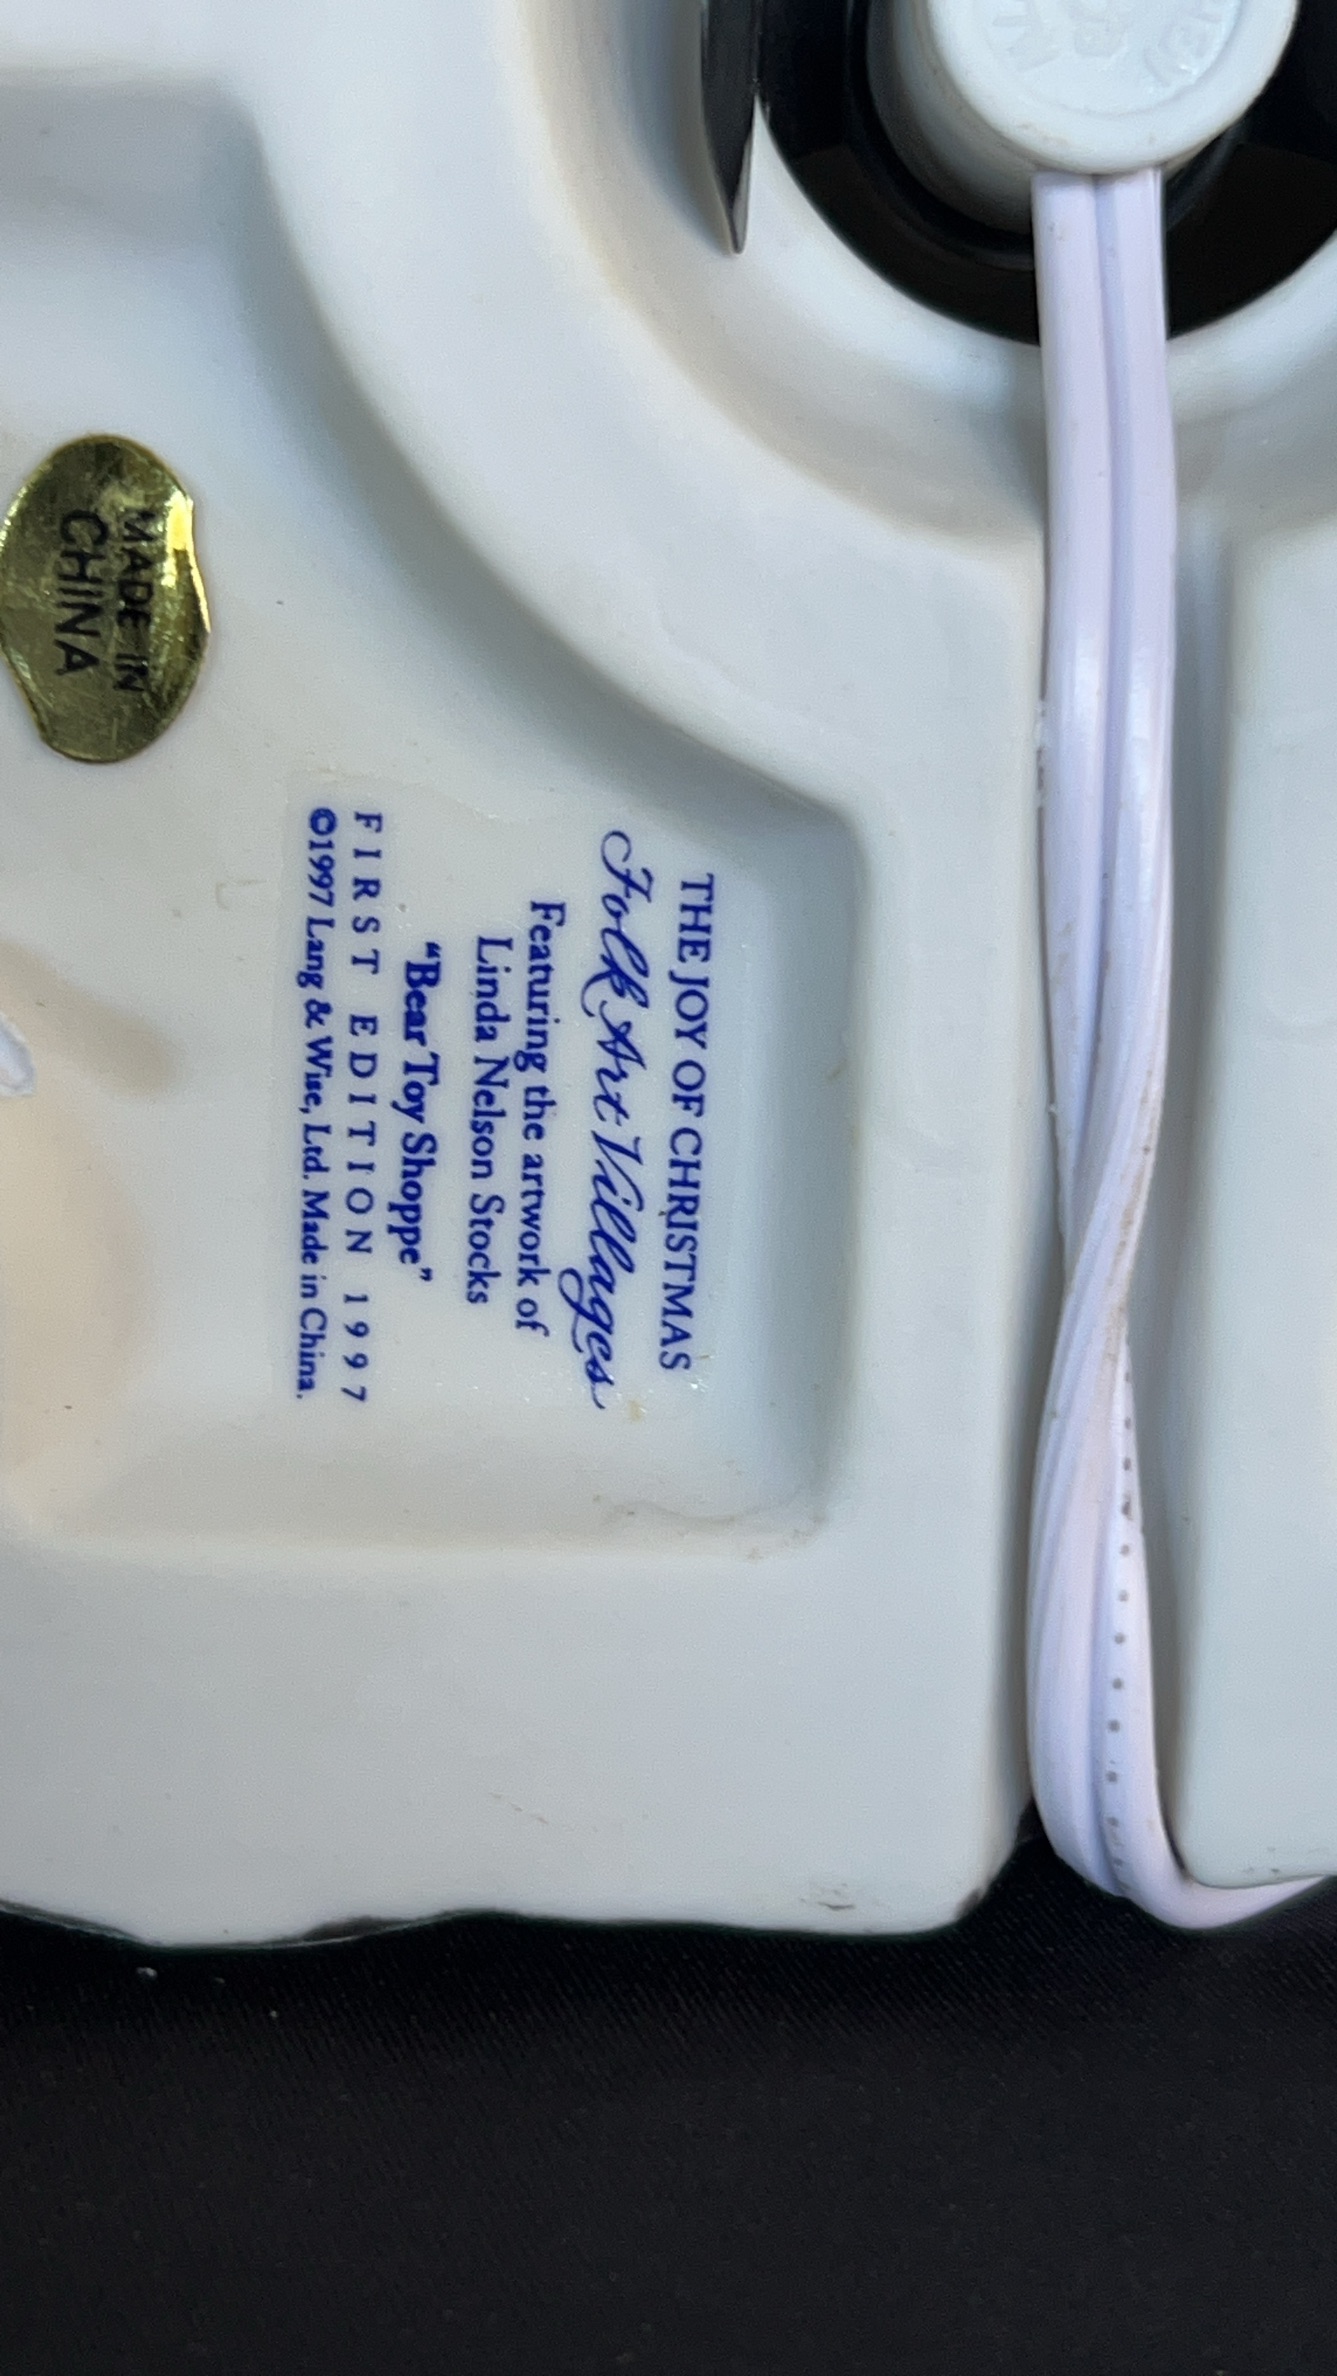 THE JOY OF CHRISTMAS
Folk Art Villages
Featuring the artwork of
Linda Nelson Stocks
“Bear Toy Shoppe”
FIRST EDITION 1997
©1997 Lang & Wise, Ltd. Made in China.
MADE IN
CHINA